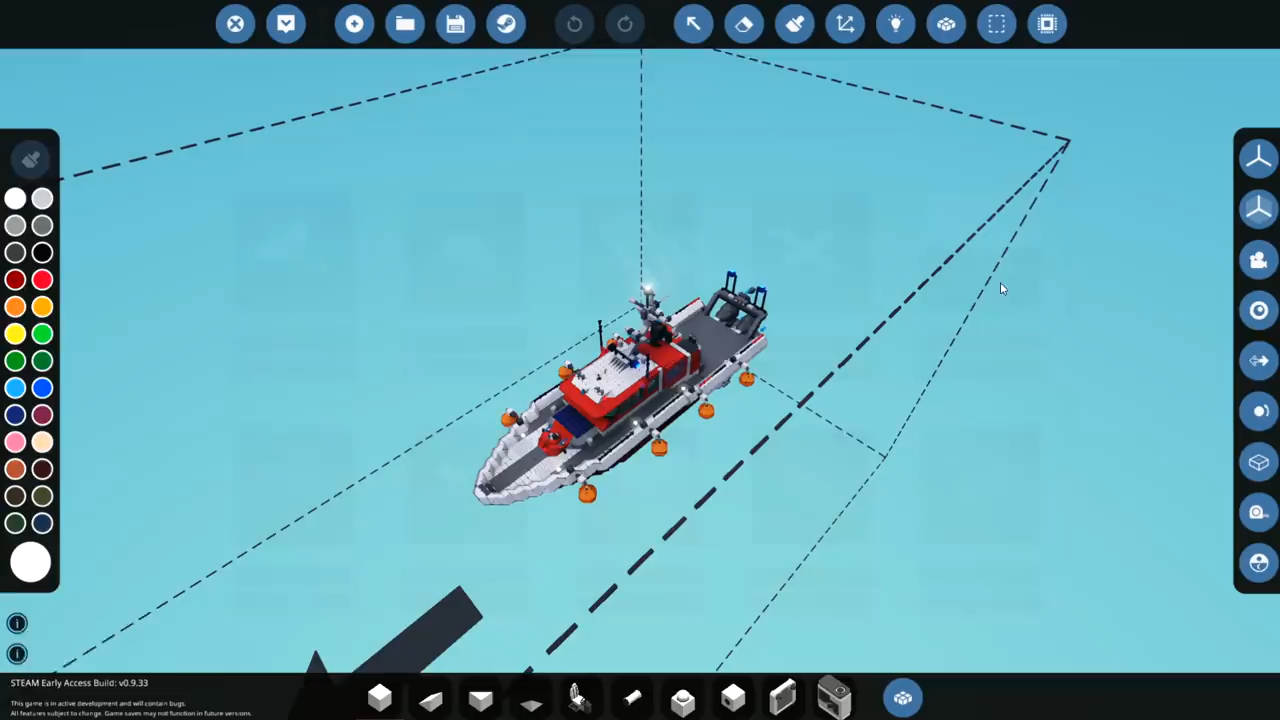 STEAM Early Access Build: v0.9.33
This game is in active development and will contain bugs.
All features subject to change. Game saves may not function in future versions.